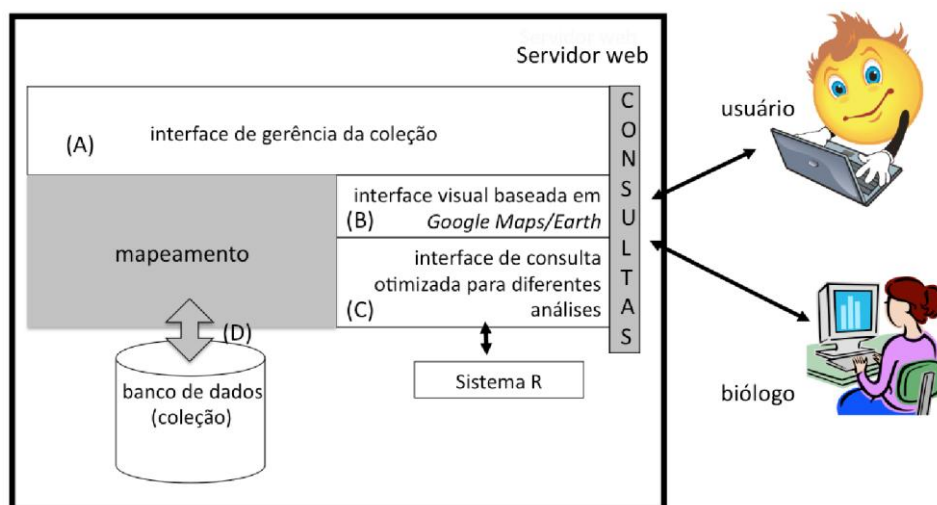 Servidor web
(A)
interface de gerência da coleção
CONSULTAS
usuário
mapeamento
interface visual baseada em
(B)
Google Maps/Earth
interface de consulta
otimizada para diferentes
(C)
análises
(D)
banco de dados
(coleção)
Sistema R
biólogo